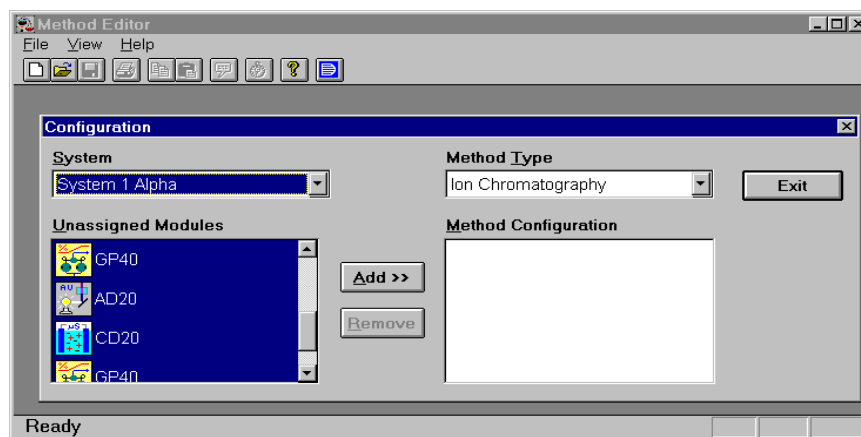 Method Editor
File View Help
Configuration
System
Method Type
System 1 Alpha
Ion Chromatography
Exit
Unassigned Modules
Method Configuration
GP40
AD20
CD20
GP40
Add >>
Remove
Ready